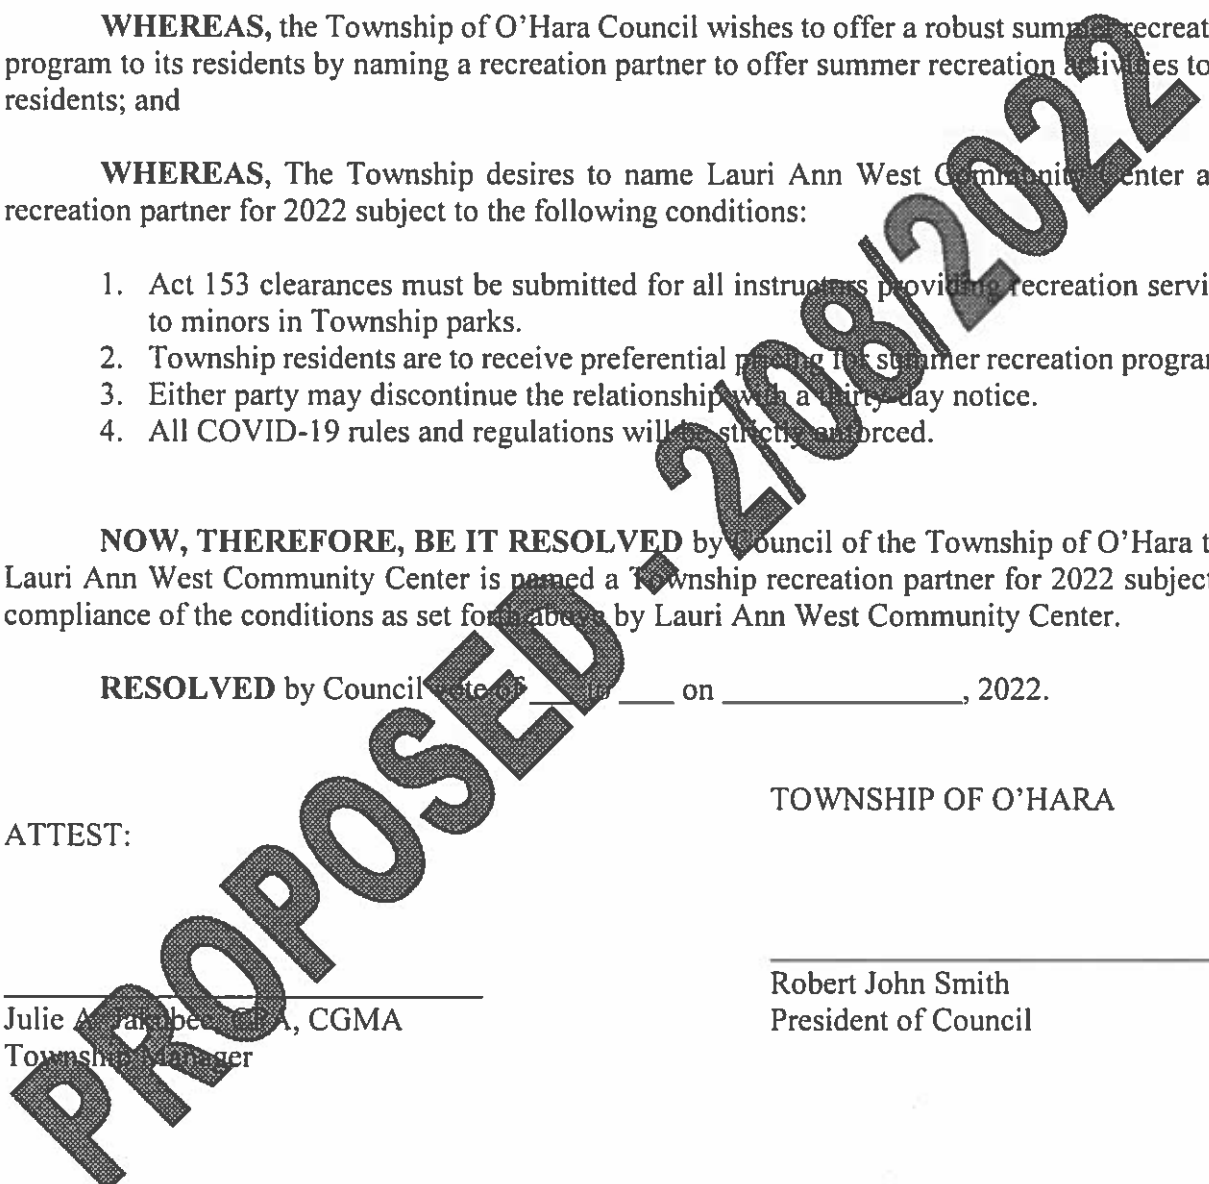 WHEREAS, the Township of O'Hara Council wishes to offer a robust summer recreat
program to its residents by naming a recreation partner to offer summer recreation activities to
residents; and
WHEREAS, The Township desires to name Lauri Ann West Community Center a
recreation partner for 2022 subject to the following conditions:
1. Act 153 clearances must be submitted for all instructors providing recreation servi
to minors in Township parks.
2. Township residents are to receive preferential pricing for summer recreation progra
3. Either party may discontinue the relationship with a thirty-day notice.
4. All COVID-19 rules and regulations will be strictly enforced.
NOW, THEREFORE, BE IT RESOLVED by Council of the Township of O'Hara t
Lauri Ann West Community Center is named a Township recreation partner for 2022 subject
compliance of the conditions as set forth above by Lauri Ann West Community Center.
RESOLVED by Council vote of ___ to ___ on ______________, 2022.
TOWNSHIP OF O'HARA
ATTEST:
Robert John Smith
President of Council
Julie A. Jakubec, CPA, CGMA
Township Manager
PROPOSED - 2/08/2022